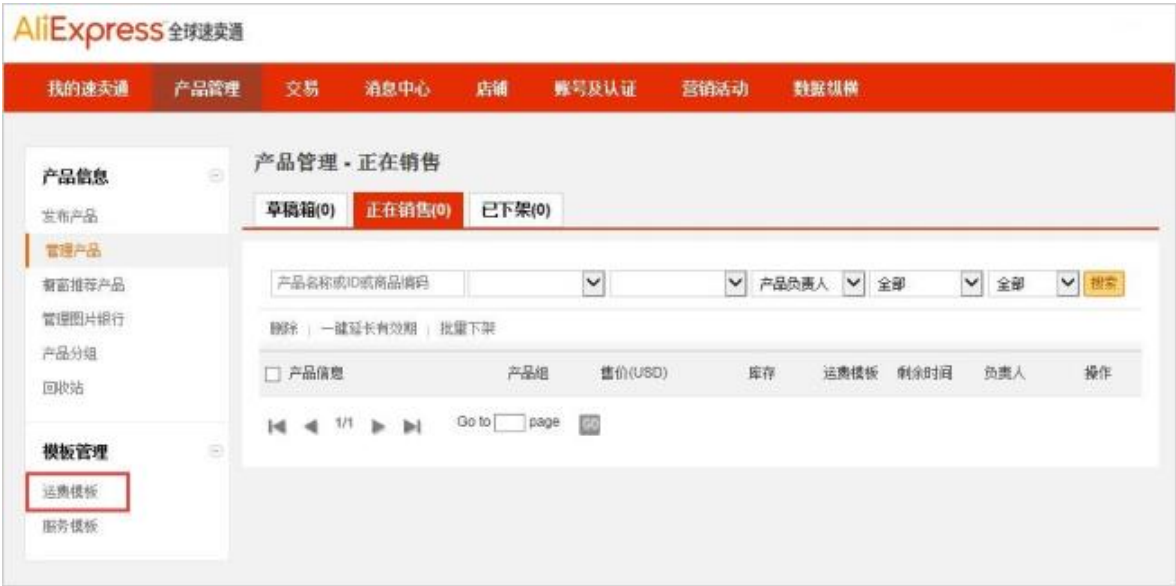 AliExpress 全球速卖通
我的速卖通 产品管理 交易 消息中心 店铺 账号及认证 营销活动 数据纵横
产品管理 - 正在销售
草稿箱(0) 正在销售(0) 已下架(0)
产品信息
发布产品
管理产品
橱窗推荐产品
管理图片银行
产品分组
回收站
模板管理
运费模板
服务模板
产品名称或ID或商品编码 产品负责人 全部 全部 搜索
删除 | 一键延长有效期 | 批量下架
产品信息 产品组 售价(USD) 库存 运费模板 剩余时间 负责人 操作
1/1 Go to page GO